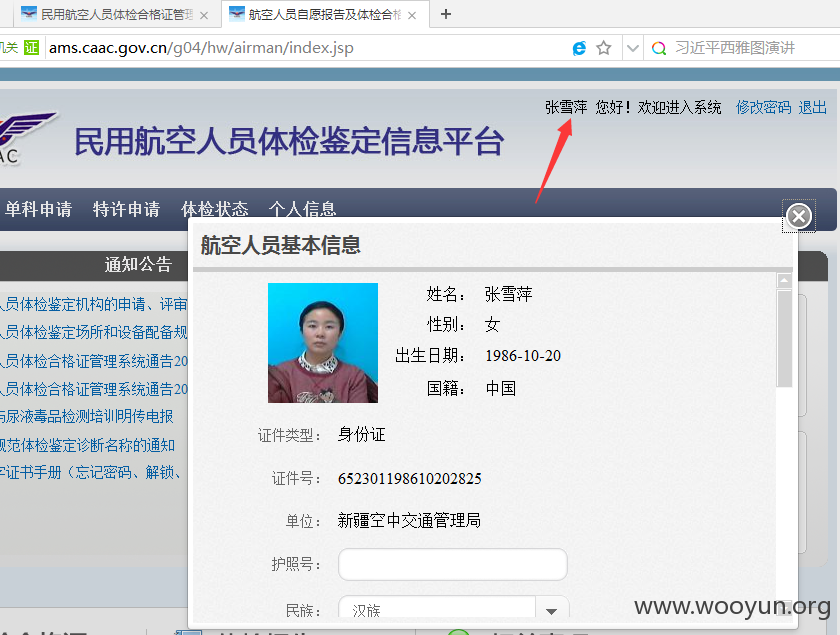 民用航空人员体检合格证管理
航空人员自愿报告及体检合格
机关 证 ams.caac.gov.cn/g04/hw/airman/index.jsp
习近平西雅图演讲
张雪萍 您好！欢迎进入系统 修改密码 退出
AC
民用航空人员体检鉴定信息平台
单科申请 特许申请 体检状态 个人信息
通知公告
人员体检鉴定机构的申请、评审
人员体检鉴定场所和设备配备规
人员体检合格证管理系统通告20
人员体检合格证管理系统通告20
与尿液毒品检测培训明传电报
规范体检鉴定诊断名称的通知
字证书手册（忘记密码、解锁、
航空人员基本信息
姓名： 张雪萍
性别： 女
出生日期： 1986-10-20
国籍： 中国
证件类型： 身份证
证件号： 652301198610202825
单位： 新疆空中交通管理局
护照号：
民族： 汉族
www.wooyun.org